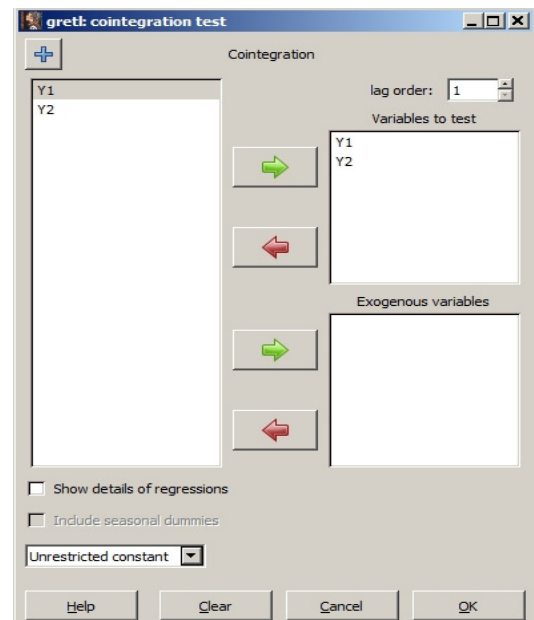 gretl: cointegration test
Cointegration
Y1
Y2
lag order: 1
Variables to test
Y1
Y2
Exogenous variables
Show details of regressions
Include seasonal dummies
Unrestricted constant
Help Clear Cancel OK